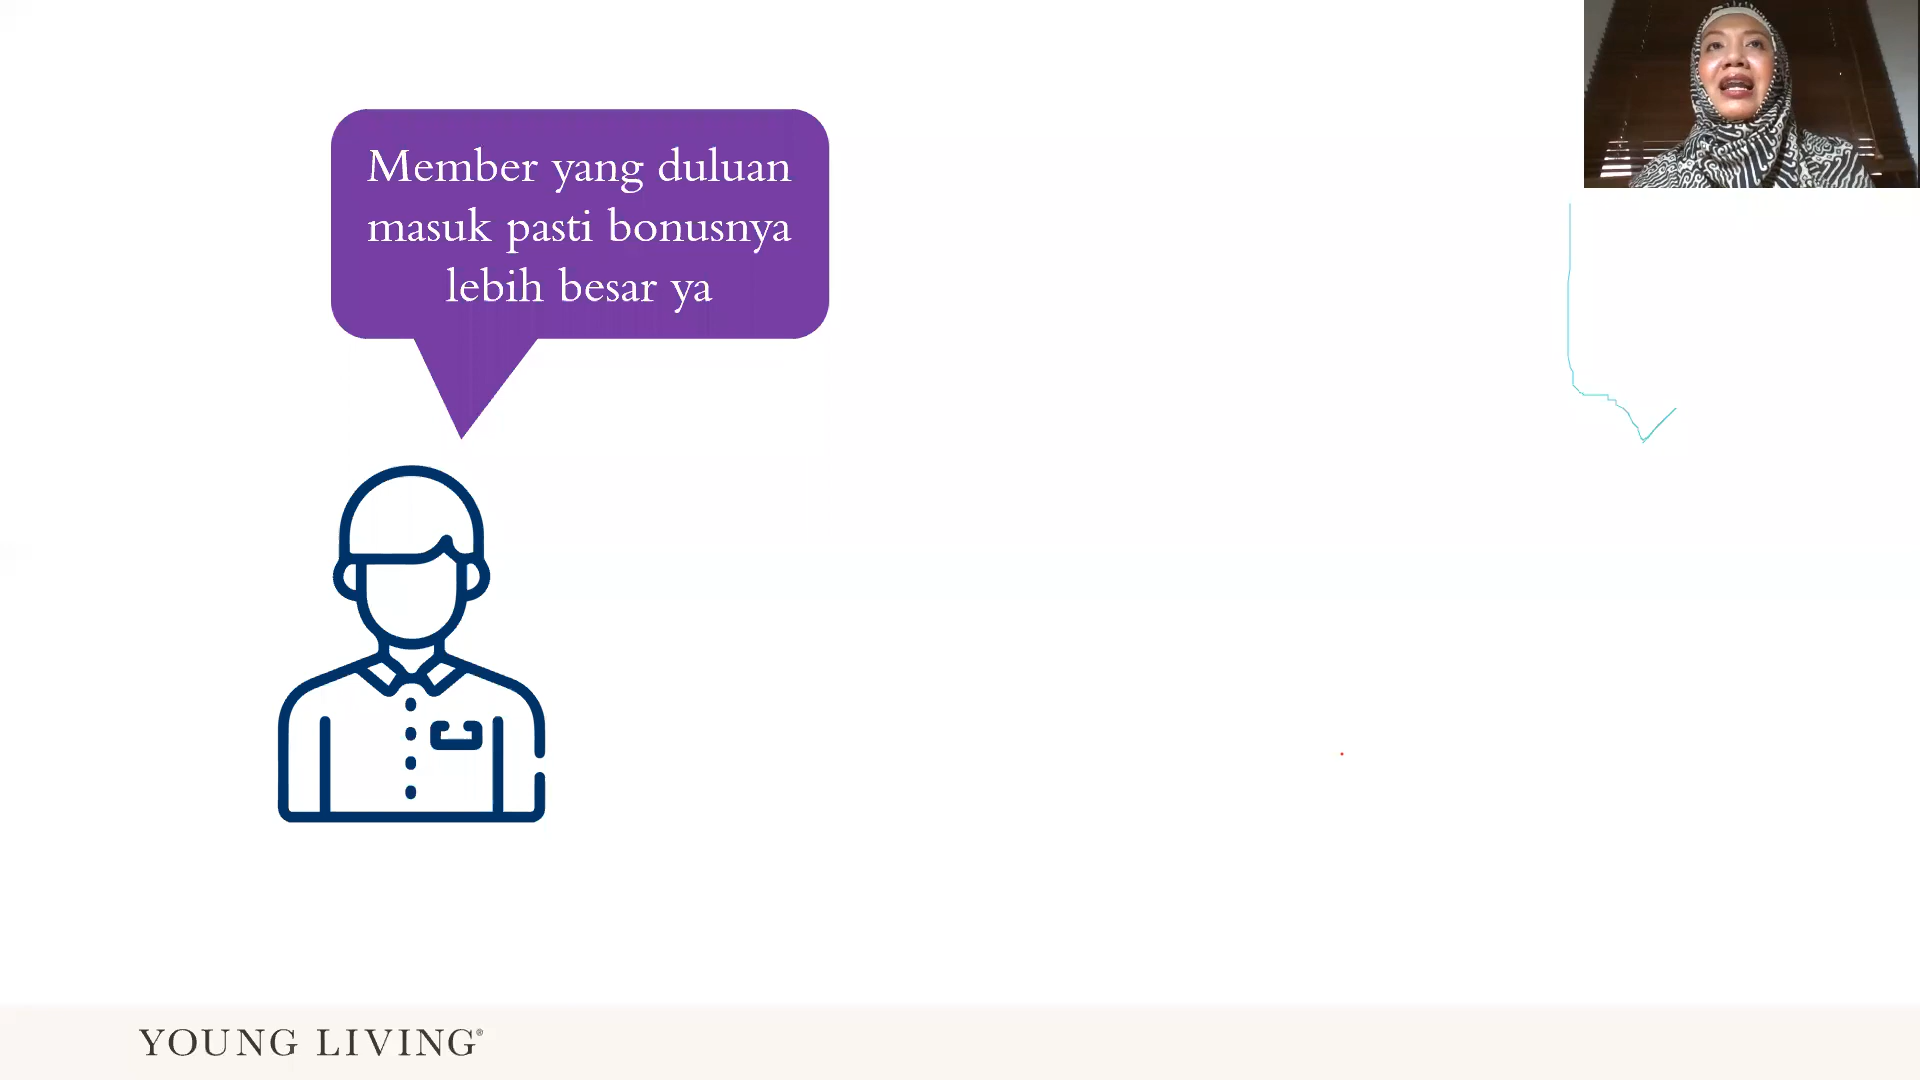 Member yang duluan
masuk pasti bonusnya
lebih besar ya
YOUNG LIVING®